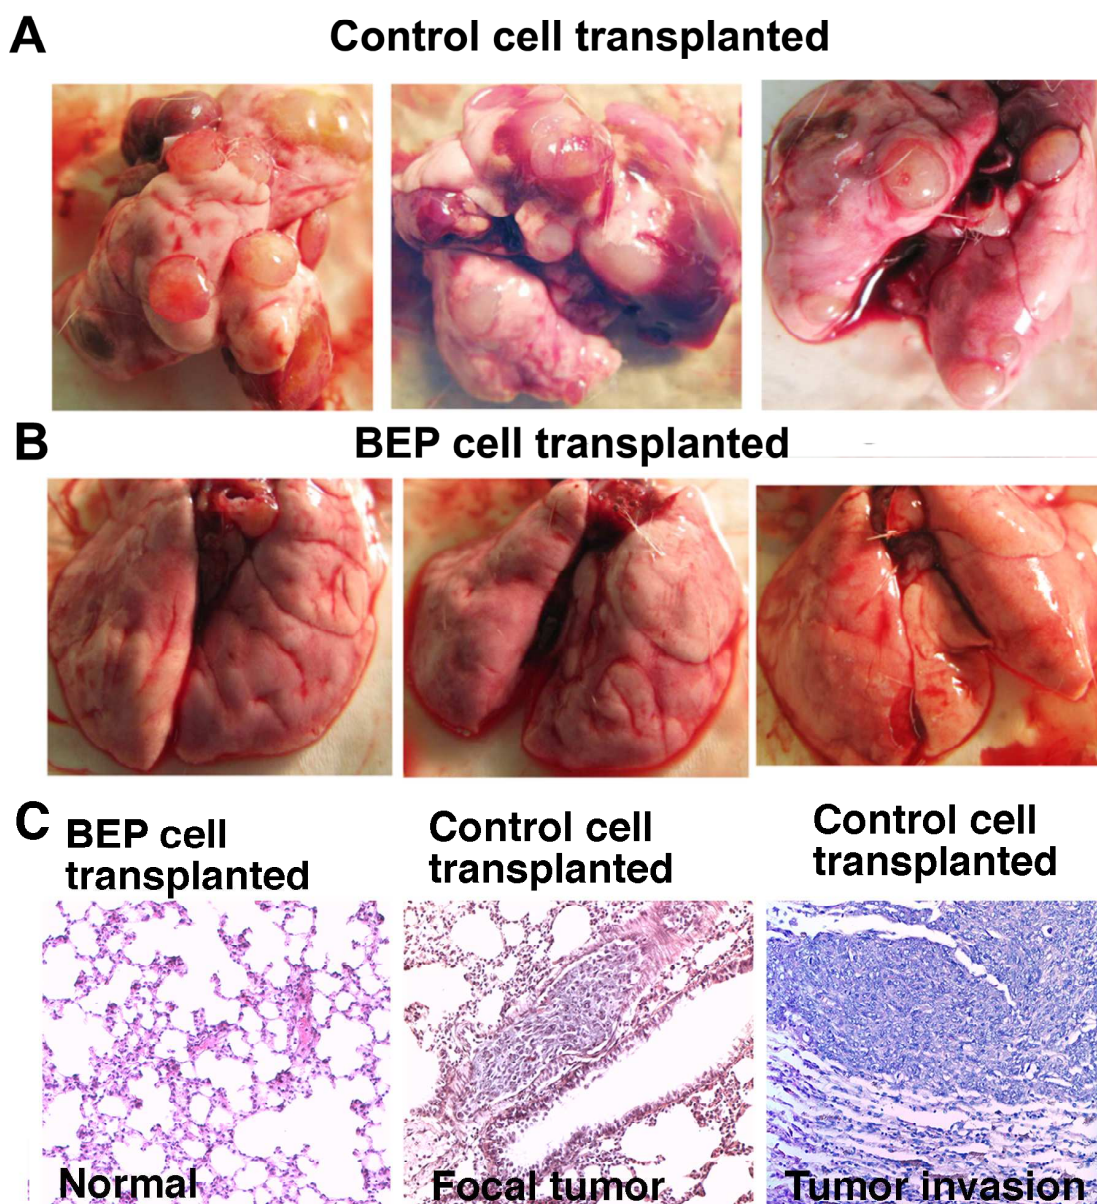 A
Control cell transplanted
B
BEP cell transplanted
C
BEP cell
transplanted
Control cell
transplanted
Control cell
transplanted
Normal
Focal tumor
Tumor invasion